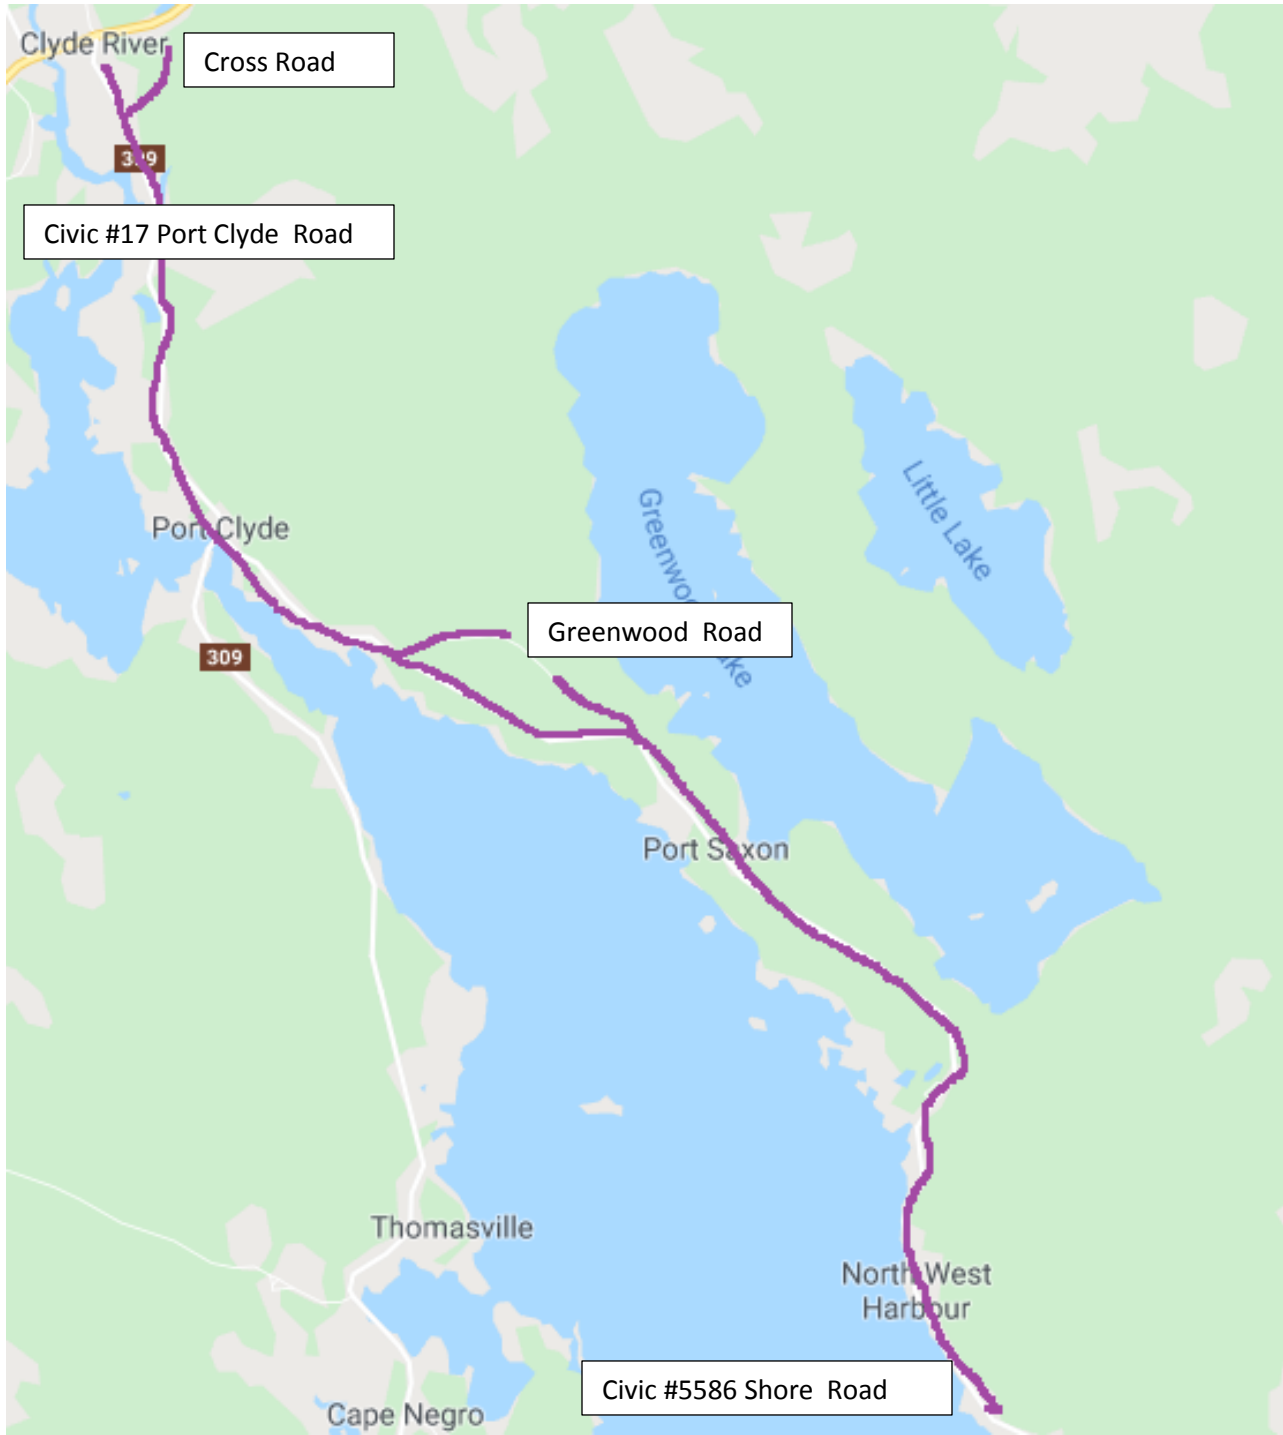 Clyde River
Cross Road
309
Civic #17 Port Clyde  Road
Little Lake
Port Clyde
Greenwood Lake
Greenwood  Road
309
Port Saxon
Thomasville
North West
Harbour
Civic #5586 Shore  Road
Cape Negro